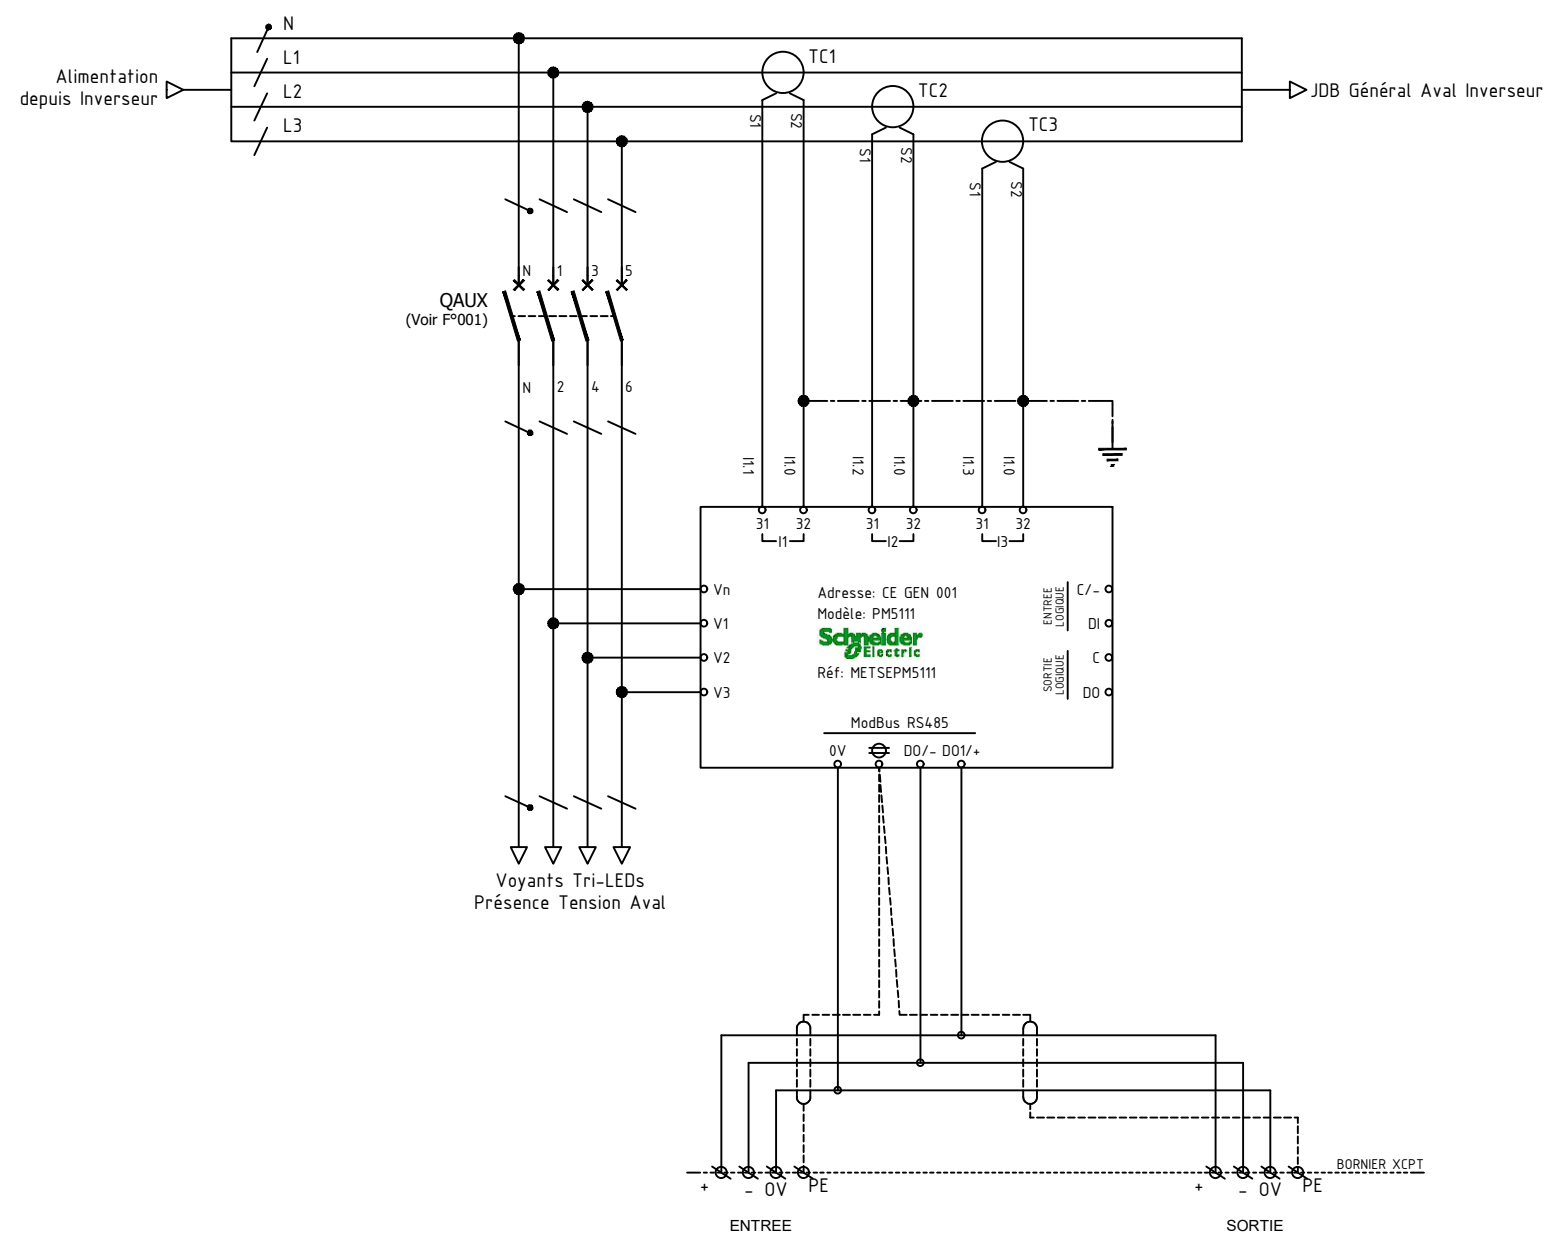 N
L1
L2
L3
Alimentation
depuis Inverseur
TC1
TC2
TC3
JDB Général Aval Inverseur
S1 S2
S1 S2
S1 S2
N 1 3 5
QAUX
(Voir F°001)
N 2 4 6
I1.1 I1.0 I1.2 I1.0 I1.3 I1.0
31 32 31 32 31 32
I1 I2 I3
Vn
V1
V2
V3
Adresse: CE GEN 001
Modèle: PM5111
Schneider
Electric
Réf: METSEPM5111
ENTREE
LOGIQUE
C/-
DI
SORTIE
LOGIQUE
C
DO
ModBus RS485
0V D0/- D01/+
Voyants Tri-LEDs
Présence Tension Aval
BORNIER XCPT
+ - 0V PE
+ - 0V PE
ENTREE
SORTIE